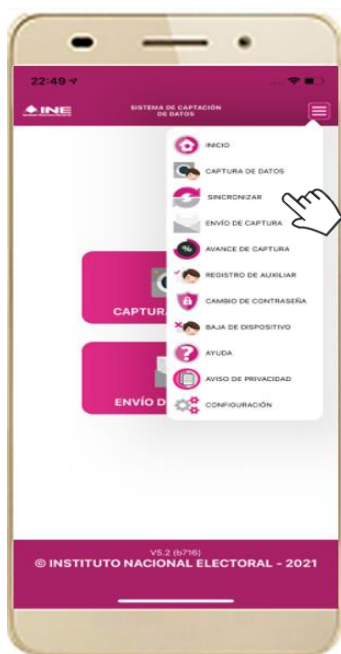 22:49
INE
SISTEMA DE CAPTACIÓN
DE DATOS
INICIO
CAPTURA DE DATOS
SINCRONIZAR
ENVÍO DE CAPTURA
% AVANCE DE CAPTURA
REGISTRO DE AUXILIAR
CAMBIO DE CONTRASEÑA
BAJA DE DISPOSITIVO
? AYUDA
AVISO DE PRIVACIDAD
CONFIGURACIÓN
CAPTUR
ENVÍO D
V5.2 (b716)
© INSTITUTO NACIONAL ELECTORAL - 2021